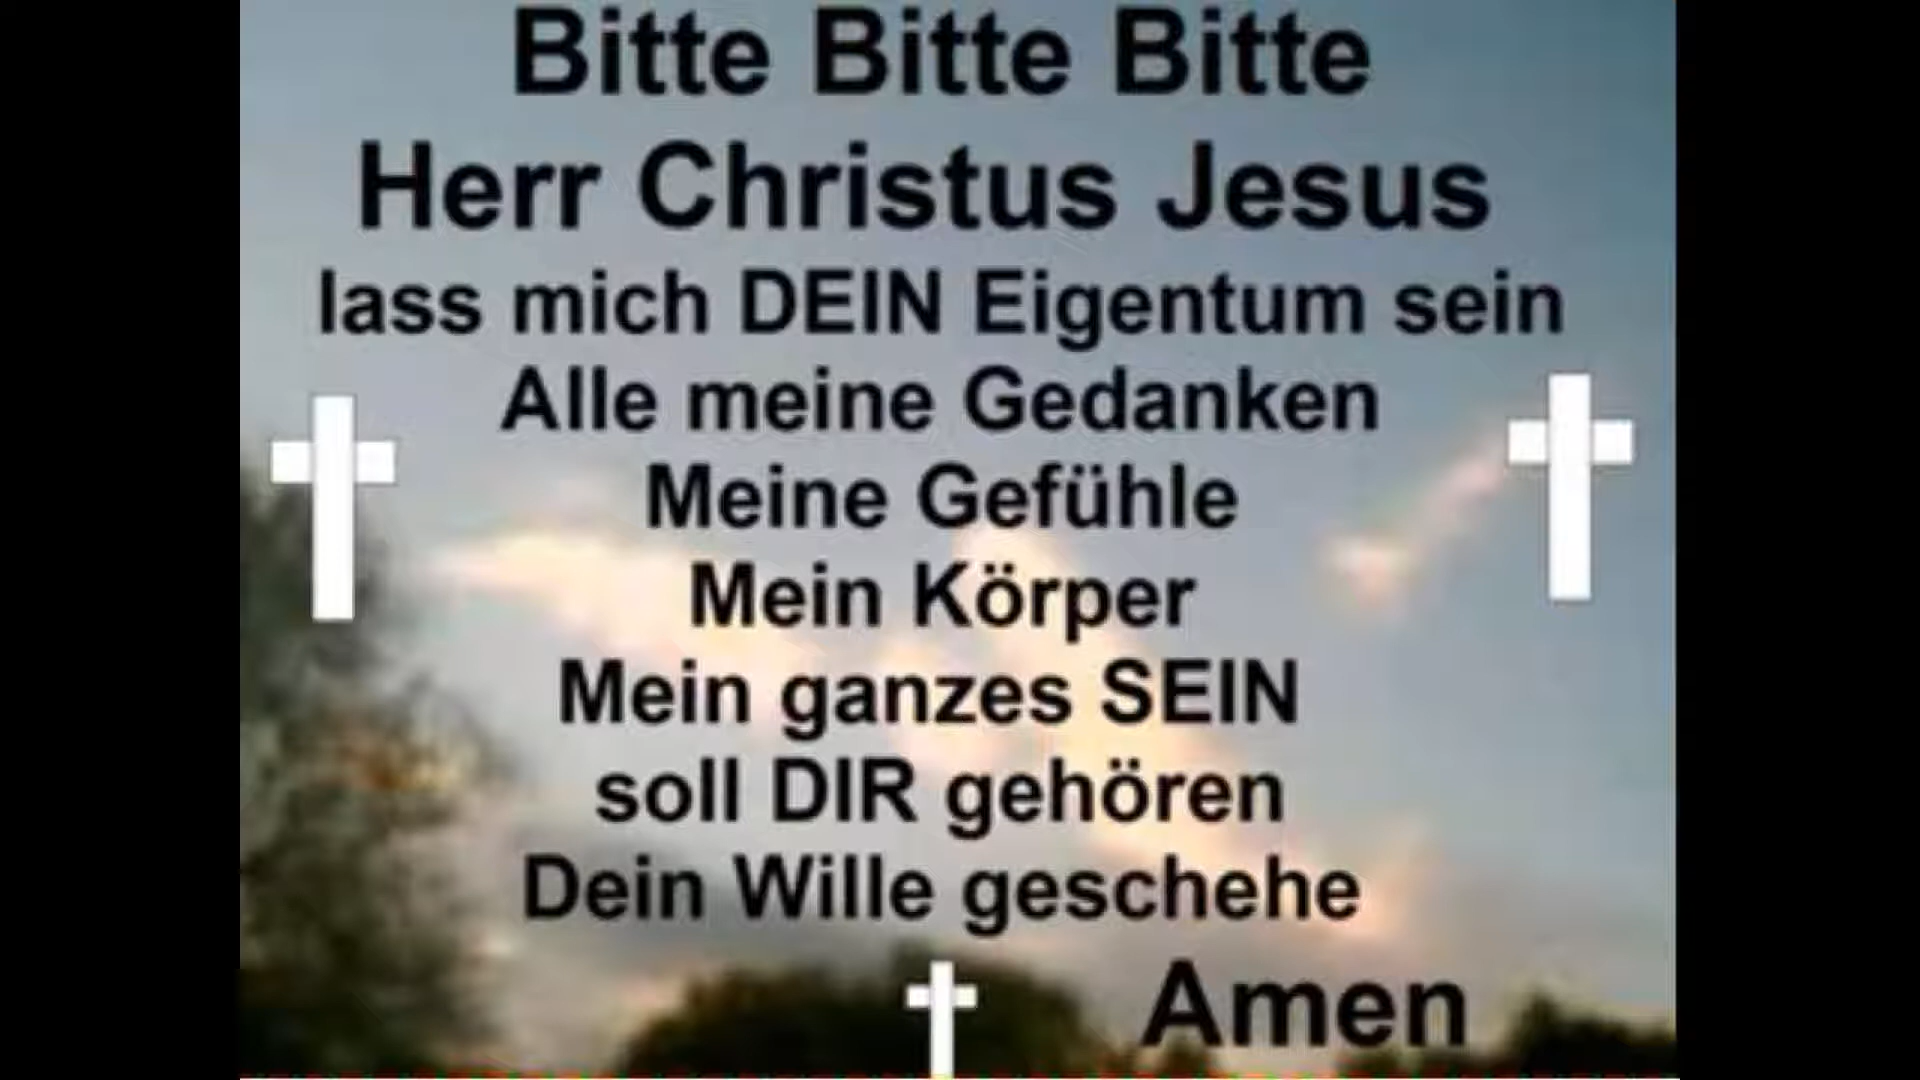 Bitte Bitte Bitte
Herr Christus Jesus
lass mich DEIN Eigentum sein
Alle meine Gedanken
Meine Gefühle
Mein Körper
Mein ganzes SEIN
soll DIR gehören
Dein Wille geschehe
Amen